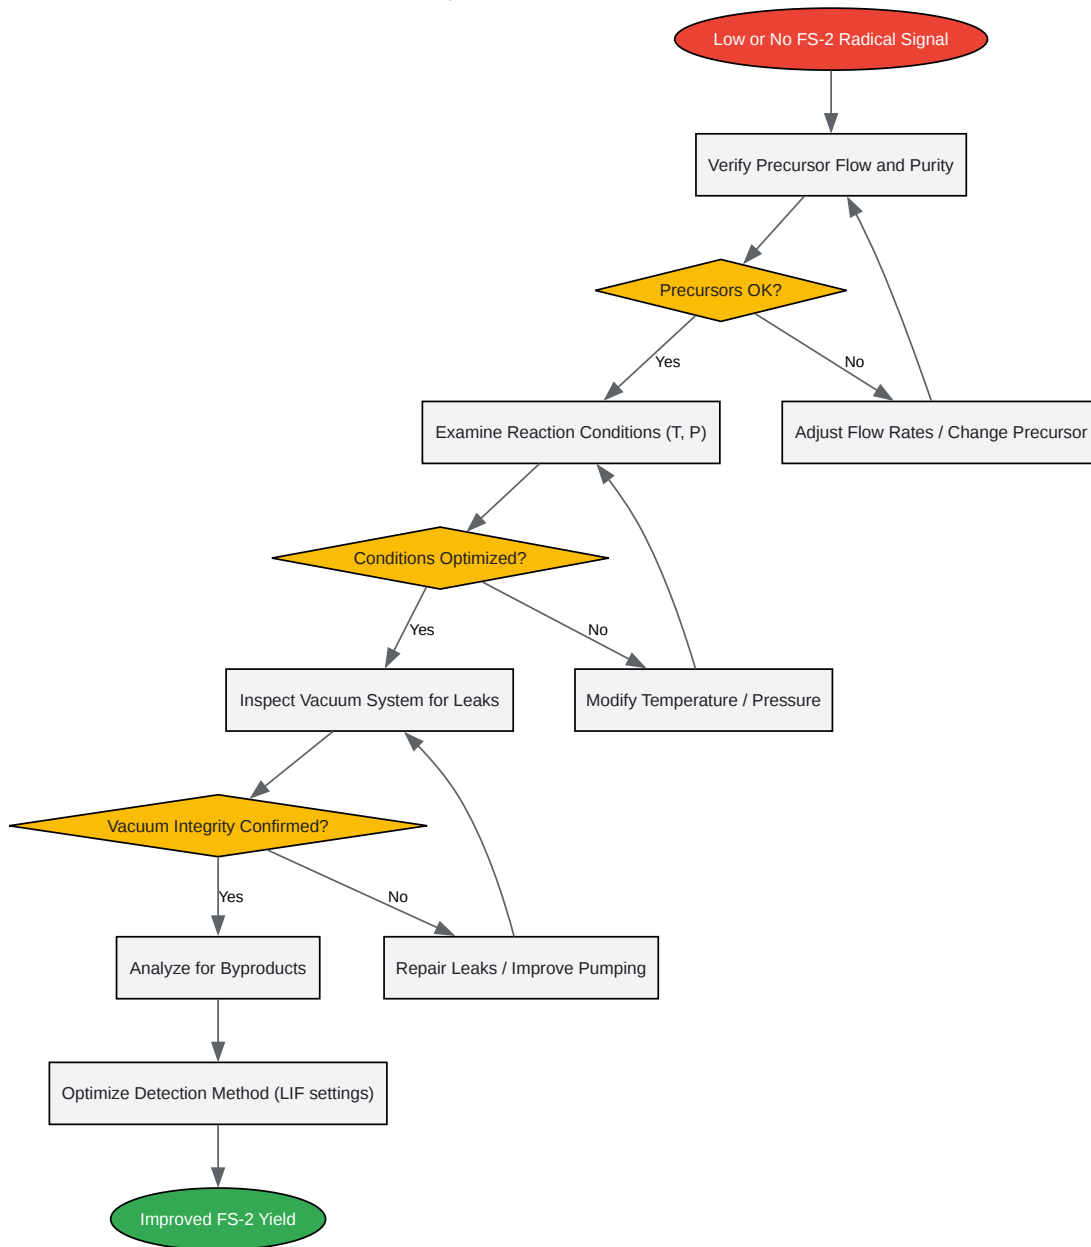 Low or No FS-2 Radical Signal
Verify Precursor Flow and Purity
Precursors OK?
Yes
No
Examine Reaction Conditions (T, P)
Adjust Flow Rates / Change Precursor
Conditions Optimized?
Yes
No
Inspect Vacuum System for Leaks
Modify Temperature / Pressure
Vacuum Integrity Confirmed?
Yes
No
Analyze for Byproducts
Repair Leaks / Improve Pumping
Optimize Detection Method (LIF settings)
Improved FS-2 Yield